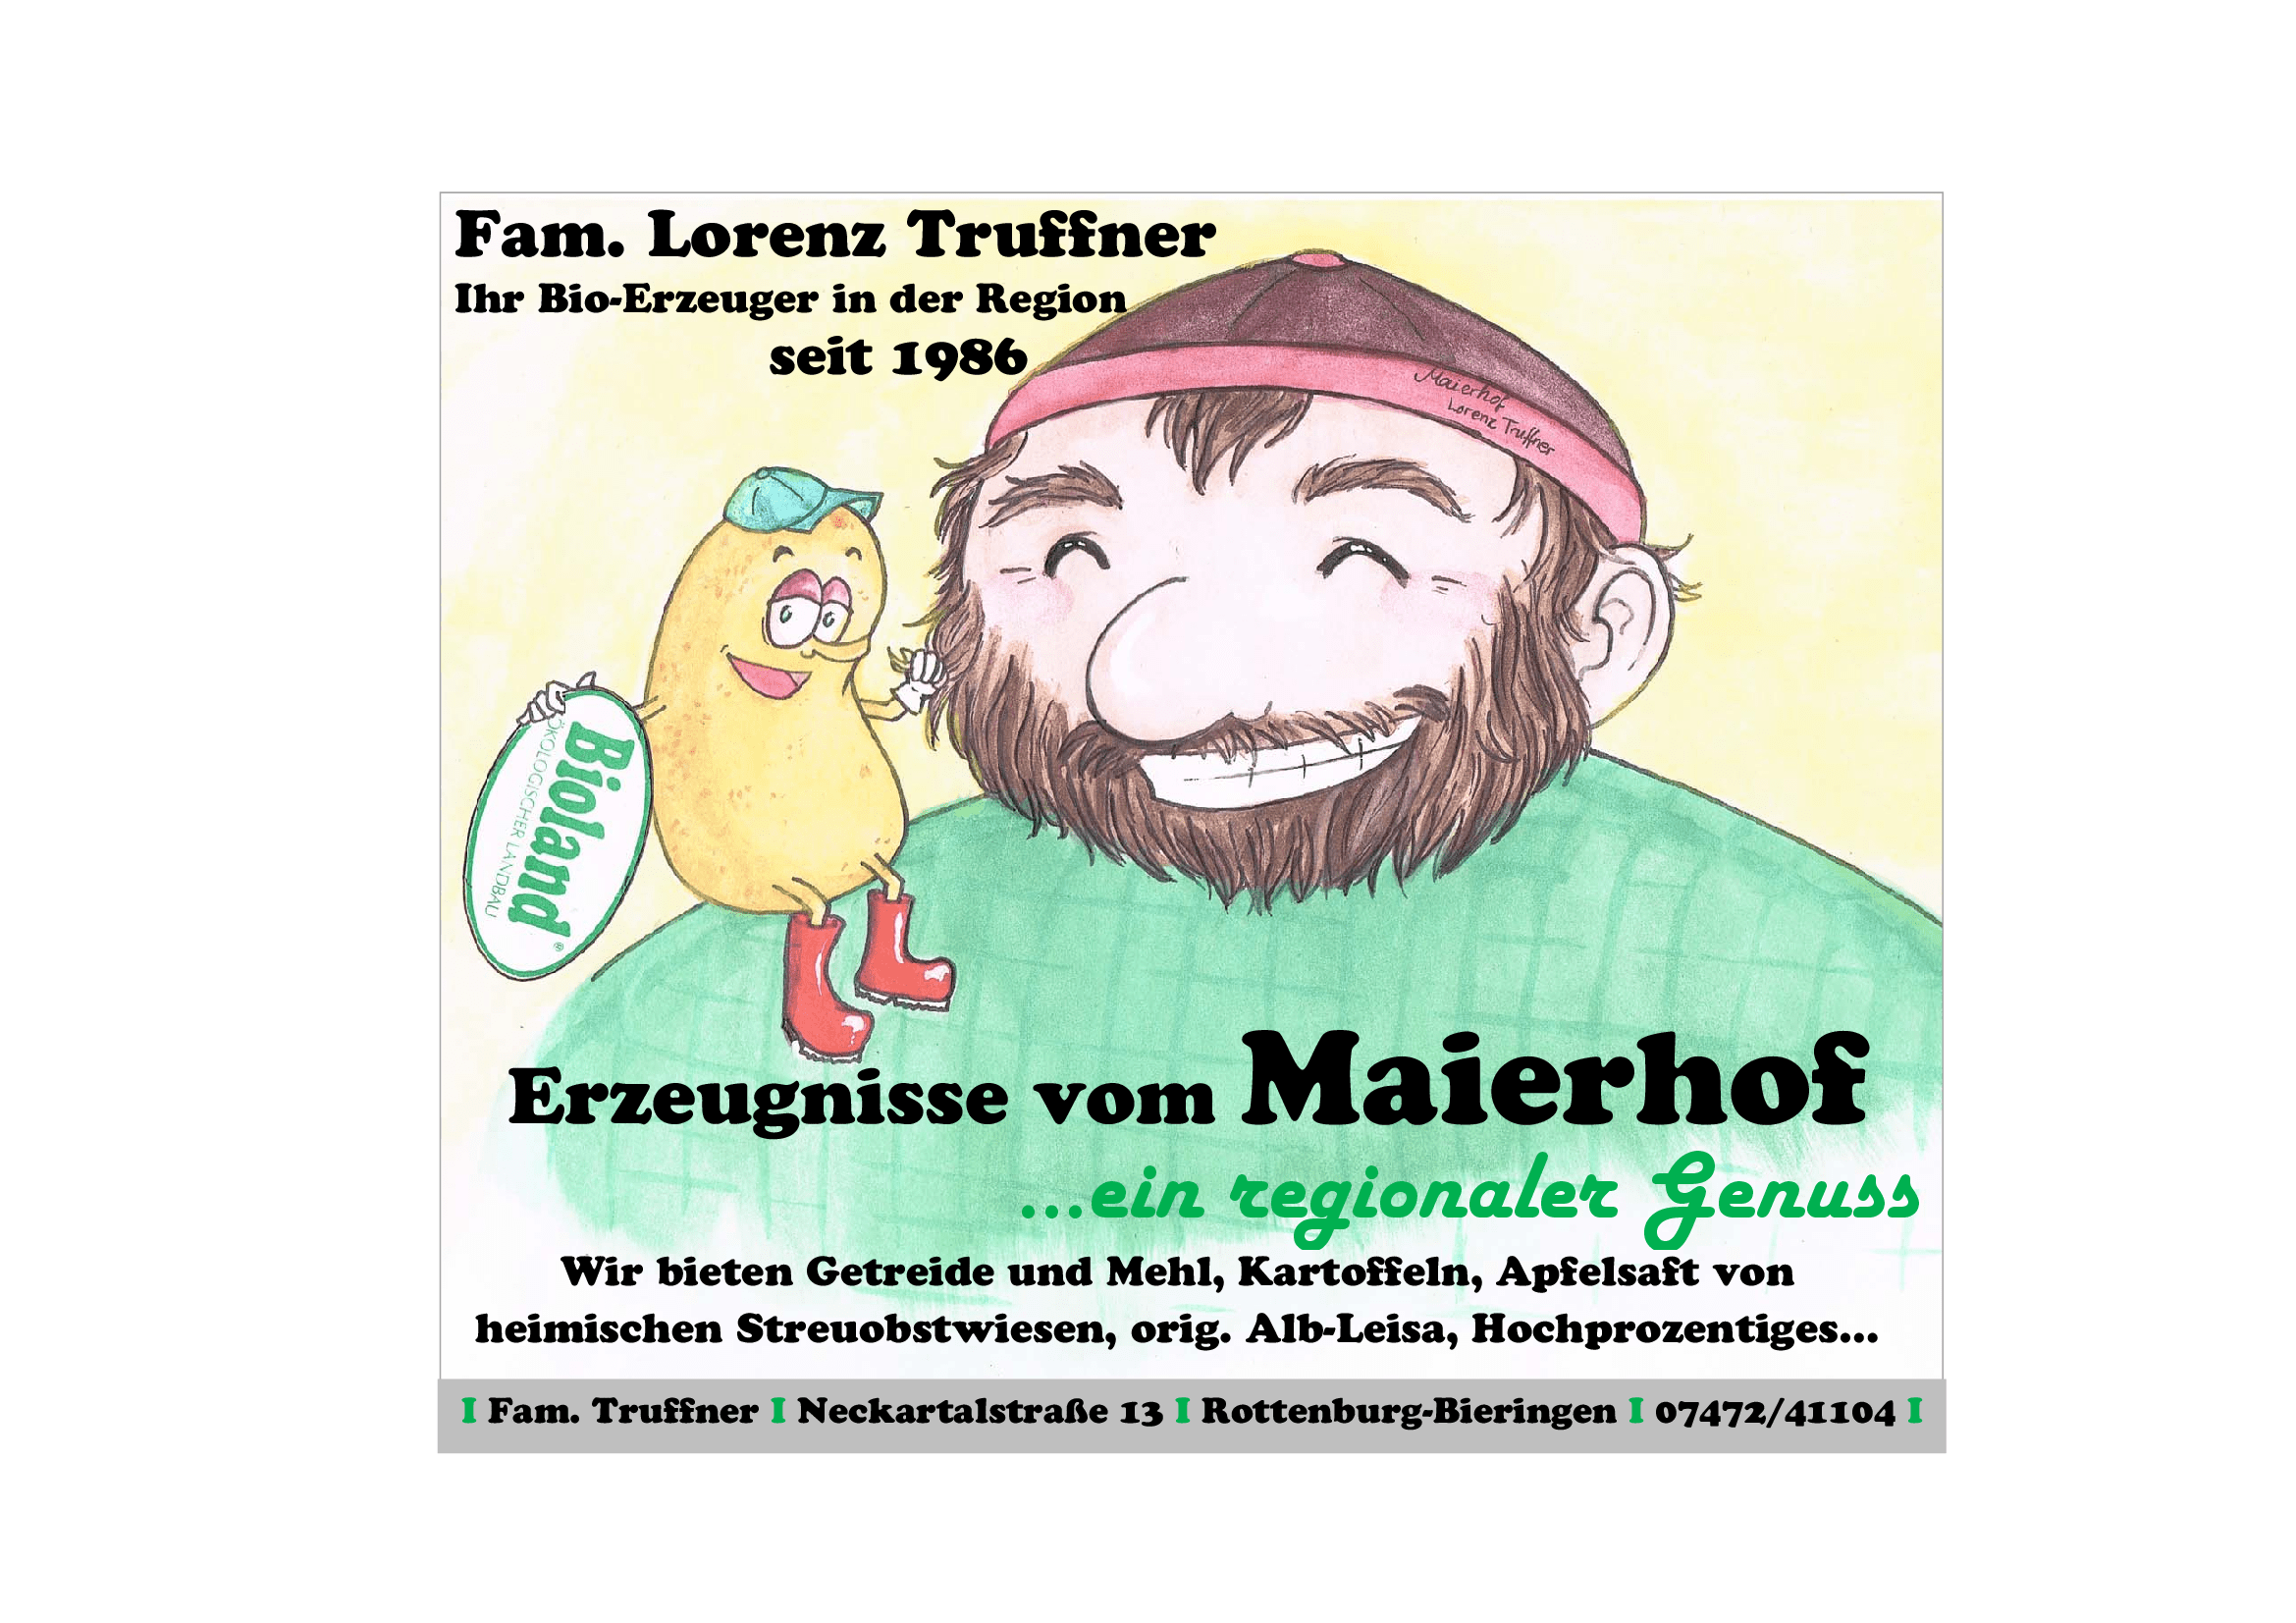 Fam. Lorenz Truffner
Ihr Bio-Erzeuger in der Region
seit 1986
Maierhof
Lorenz Truffner
Bioland®
ÖKOLOGISCHER LANDBAU
Erzeugnisse vom Maierhof
...ein regionaler Genuss
Wir bieten Getreide und Mehl, Kartoffeln, Apfelsaft von
heimischen Streuobstwiesen, orig. Alb-Leisa, Hochprozentiges...
I Fam. Truffner I Neckartalstraße 13 I Rottenburg-Bieringen I 07472/41104 I